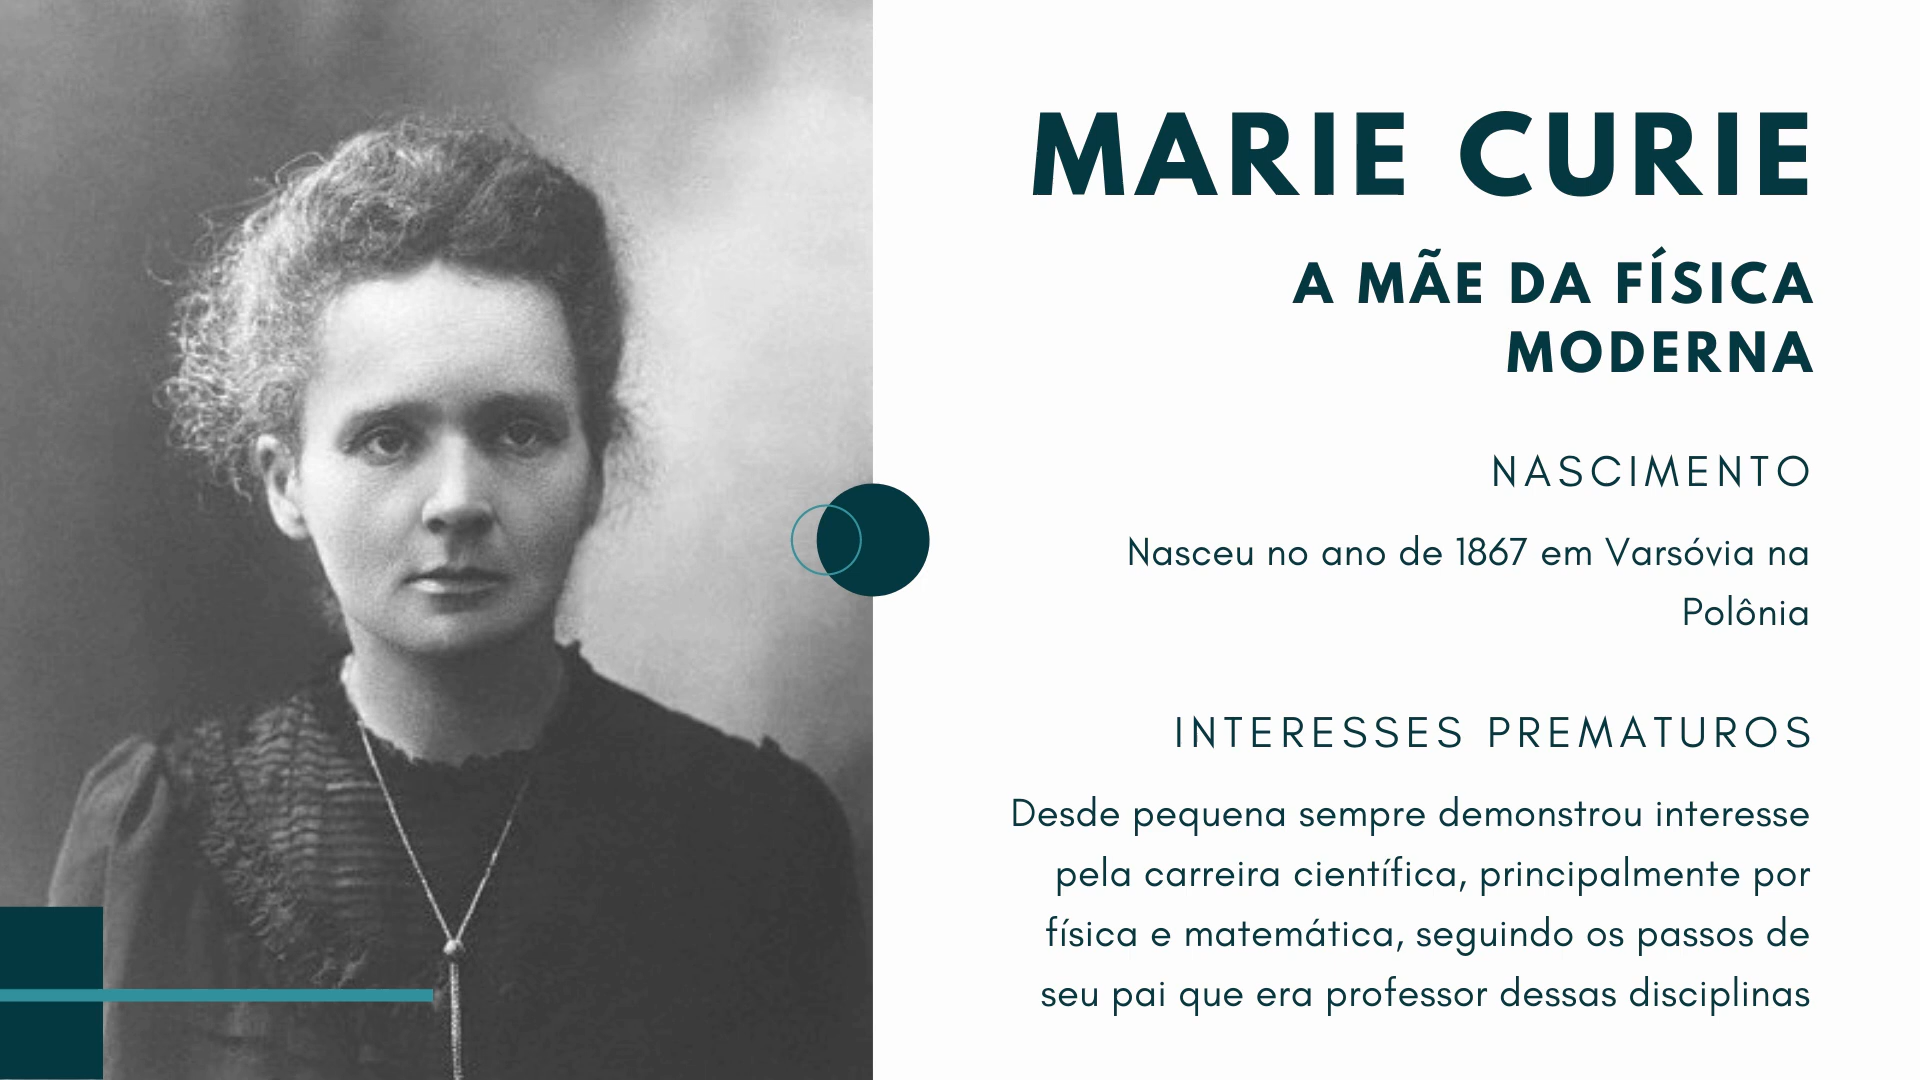 MARIE CURIE
A MÃE DA FÍSICA
MODERNA
NASCIMENTO
Nasceu no ano de 1867 em Varsóvia na
Polônia
INTERESSES PREMATUROS
Desde pequena sempre demonstrou interesse
pela carreira científica, principalmente por
física e matemática, seguindo os passos de
seu pai que era professor dessas disciplinas